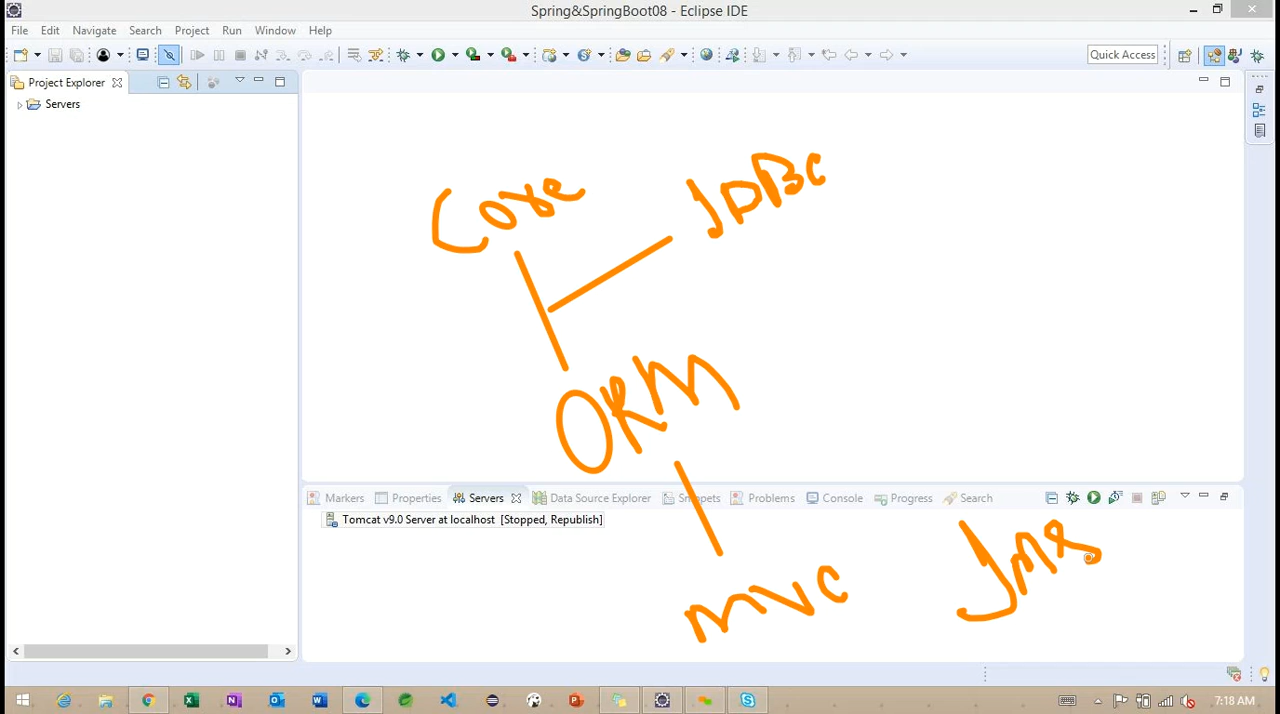 Spring&SpringBoot08 - Eclipse IDE
File Edit Navigate Search Project Run Window Help
Quick Access
Project Explorer
Servers
Core
JDBC
ORM
Markers Properties Servers Data Source Explorer Snippets Problems Console Progress Search
Tomcat v9.0 Server at localhost [Stopped, Republish]
JMS
mvc
7:18 AM